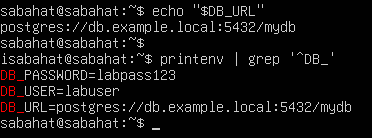 sabahat@sabahat:~$ echo "$DB_URL"
postgres://db.example.local:5432/mydb
sabahat@sabahat:~$
isabahat@sabahat:~$ printenv | grep '^DB_'
DB_PASSWORD=labpass123
DB_USER=labuser
DB_URL=postgres://db.example.local:5432/mydb
sabahat@sabahat:~$ _